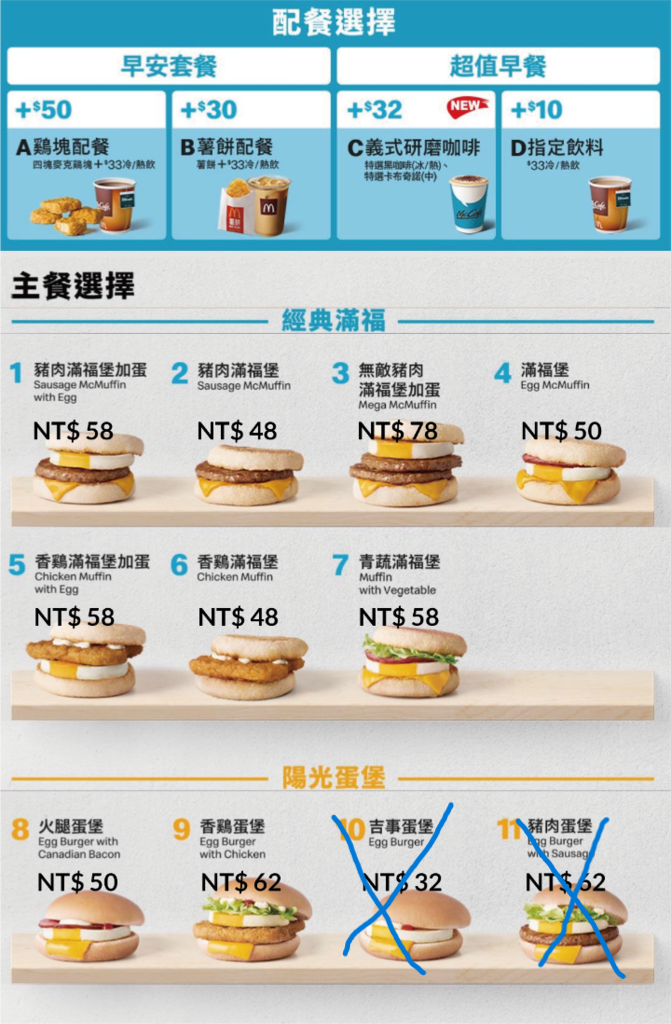 配餐選擇
早安套餐
超值早餐
+$50
A鷄塊配餐
四塊麥克鷄塊+$33冷/熱飲
+$30
B薯餅配餐
薯餅+$33冷/熱飲
+$32
NEW
C義式研磨咖啡
特選黑咖啡(冰/熱)、
特選卡布奇諾(中)
+$10
D指定飲料
$33冷/熱飲
主餐選擇
經典滿福
1 豬肉滿福堡加蛋
Sausage McMuffin
with Egg
NT$ 58
2 豬肉滿福堡
Sausage McMuffin
NT$ 48
3 無敵豬肉
滿福堡加蛋
Mega McMuffin
NT$ 78
4 滿福堡
Egg McMuffin
NT$ 50
5 香鷄滿福堡加蛋
Chicken Muffin
with Egg
NT$ 58
6 香鷄滿福堡
Chicken Muffin
NT$ 48
7 青蔬滿福堡
Muffin
with Vegetable
NT$ 58
陽光蛋堡
8 火腿蛋堡
Egg Burger with
Canadian Bacon
NT$ 50
9 香鷄蛋堡
Egg Burger
with Chicken
NT$ 62
10 吉事蛋堡
Egg Burger
NT$ 32
11 豬肉蛋堡
Egg Burger
with Sausage
NT$ 62